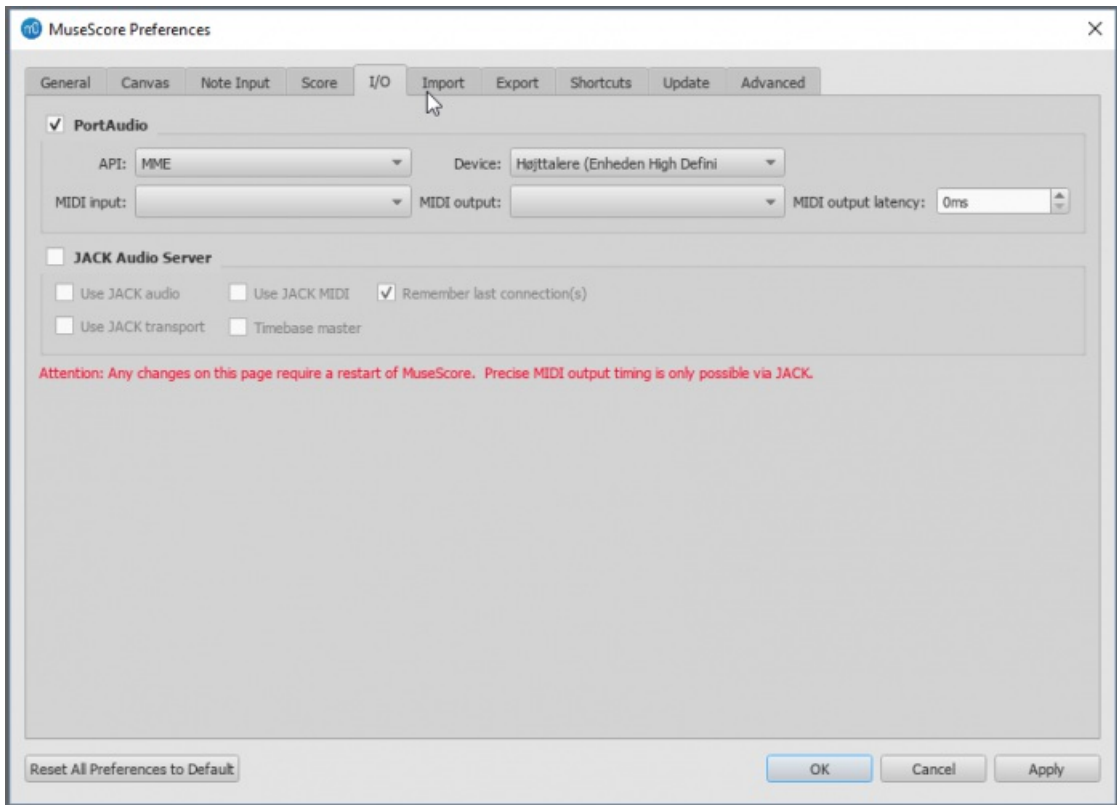 MuseScore Preferences
General Canvas Note Input Score I/O Import Export Shortcuts Update Advanced
PortAudio
API: MME Device: Højttalere (Enheden High Defini
MIDI input: MIDI output: MIDI output latency: 0ms
JACK Audio Server
Use JACK audio Use JACK MIDI Remember last connection(s)
Use JACK transport Timebase master
Attention: Any changes on this page require a restart of MuseScore. Precise MIDI output timing is only possible via JACK.
Reset All Preferences to Default OK Cancel Apply